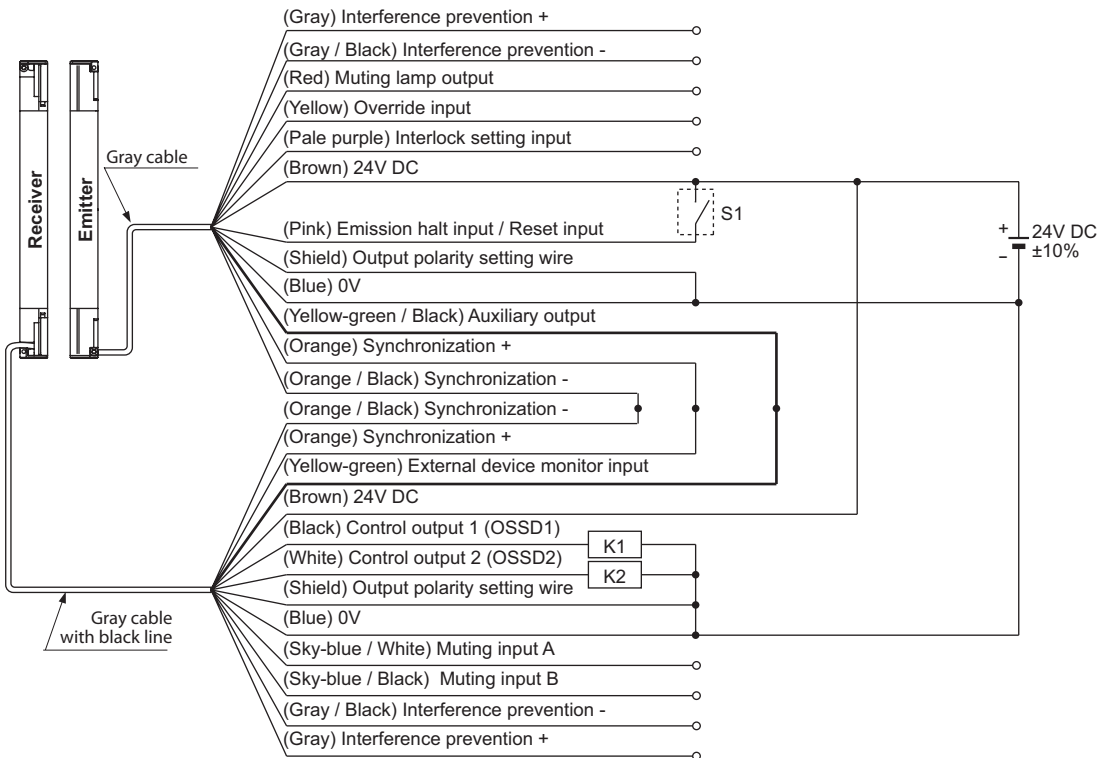 (Gray) Interference prevention +
(Gray / Black) Interference prevention -
(Red) Muting lamp output
(Yellow) Override input
(Pale purple) Interlock setting input
(Brown) 24V DC
Gray cable
Receiver
Emitter
S1
(Pink) Emission halt input / Reset input
+
24V DC
±10%
–
(Shield) Output polarity setting wire
(Blue) 0V
(Yellow-green / Black) Auxiliary output
(Orange) Synchronization +
(Orange / Black) Synchronization -
(Orange / Black) Synchronization -
(Orange) Synchronization +
(Yellow-green) External device monitor input
(Brown) 24V DC
(Black) Control output 1 (OSSD1)
K1
(White) Control output 2 (OSSD2)
K2
(Shield) Output polarity setting wire
(Blue) 0V
Gray cable
with black line
(Sky-blue / White) Muting input A
(Sky-blue / Black) Muting input B
(Gray / Black) Interference prevention -
(Gray) Interference prevention +